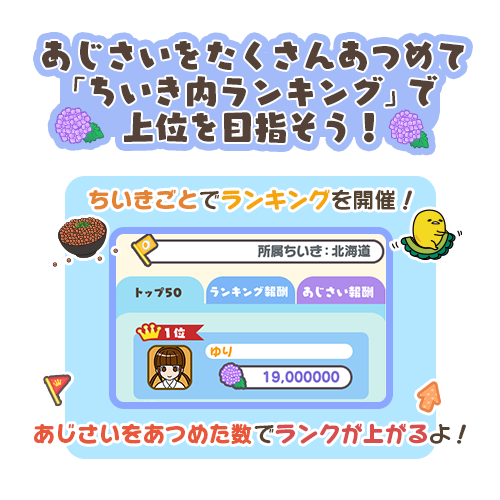 あじさいをたくさんあつめて
「ちいき内ランキング」で
上位を目指そう！
ちいきごとでランキングを開催！
所属ちいき：北海道
トップ50
ランキング報酬
あじさい報酬
1位
ゆり
19,000000
あじさいをあつめた数でランクが上がるよ！